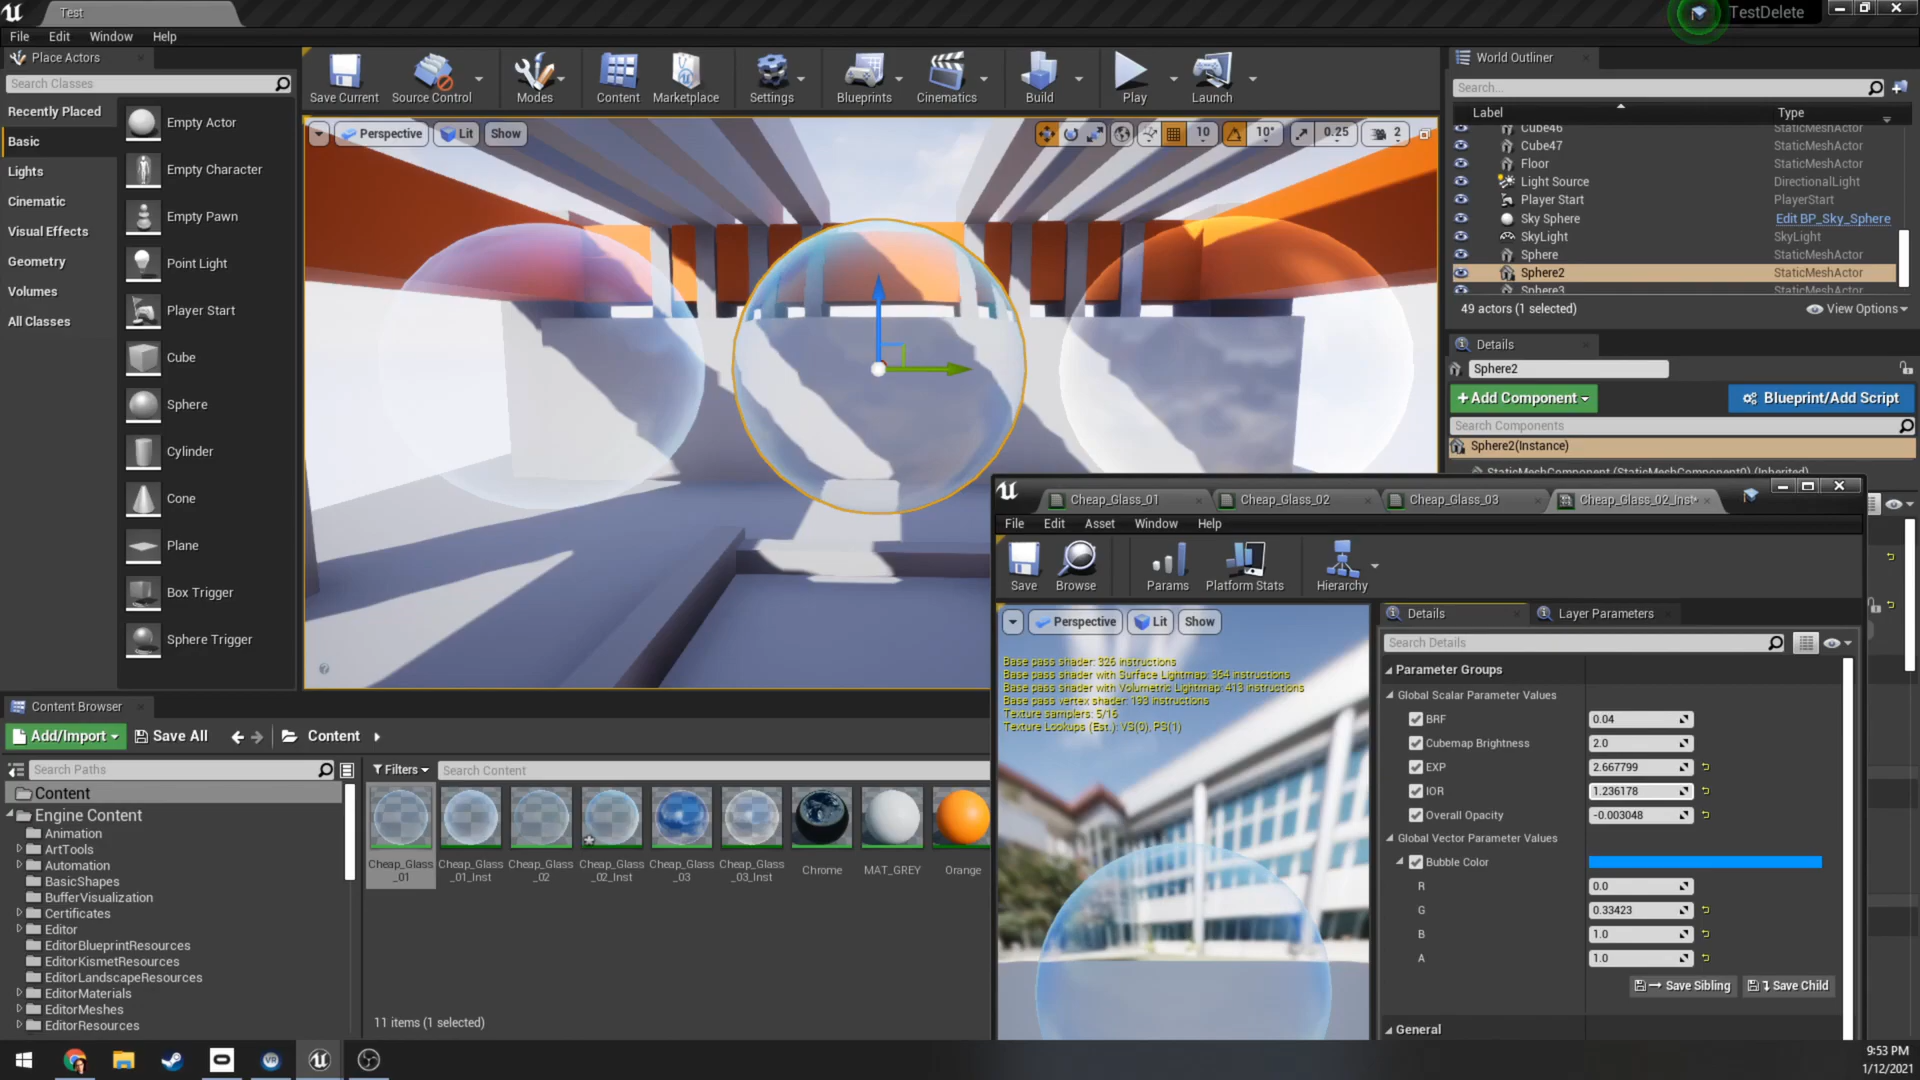 Test
TestDelete
File
Edit
Window
Help
Place Actors
Search Classes
Recently Placed
Basic
Lights
Cinematic
Visual Effects
Geometry
Volumes
All Classes
Empty Actor
Empty Character
Empty Pawn
Point Light
Player Start
Cube
Sphere
Cylinder
Cone
Plane
Box Trigger
Sphere Trigger
Save Current
Source Control
Modes
Content
Marketplace
Settings
Blueprints
Cinematics
Build
Play
Launch
Perspective
Lit
Show
10
10°
0.25
2
World Outliner
Search...
Label
Type
Cube46
StaticMeshActor
Cube47
StaticMeshActor
Floor
StaticMeshActor
Light Source
DirectionalLight
Player Start
PlayerStart
Sky Sphere
Edit BP_Sky_Sphere
SkyLight
SkyLight
Sphere
StaticMeshActor
Sphere2
StaticMeshActor
Sphere3
StaticMeshActor
49 actors (1 selected)
View Options
Details
Sphere2
+Add Component
Blueprint/Add Script
Search Components
Sphere2(Instance)
StaticMeshComponent (StaticMeshComponent0) (Inherited)
Cheap_Glass_01
Cheap_Glass_02
Cheap_Glass_03
Cheap_Glass_02_Inst*
File
Edit
Asset
Window
Help
Save
Browse
Params
Platform Stats
Hierarchy
Perspective
Lit
Show
Base pass shader: 326 instructions
Base pass shader with Surface Lightmap: 364 instructions
Base pass shader with Volumetric Lightmap: 413 instructions
Base pass vertex shader: 193 instructions
Texture samplers: 5/16
Texture Lookups (Est.): VS(0), PS(1)
Details
Layer Parameters
Search Details
Parameter Groups
Global Scalar Parameter Values
BRF
0.04
Cubemap Brightness
2.0
EXP
2.667799
IOR
1.236178
Overall Opacity
-0.003048
Global Vector Parameter Values
Bubble Color
R
0.0
G
0.33423
B
1.0
A
1.0
Save Sibling
Save Child
General
Content Browser
Add/Import
Save All
Content
Search Paths
Filters
Search Content
Content
Engine Content
Animation
ArtTools
Automation
BasicShapes
BufferVisualization
Certificates
Editor
EditorBlueprintResources
EditorKismetResources
EditorLandscapeResources
EditorMaterials
EditorMeshes
EditorResources
Cheap_Glass
_01
Cheap_Glass
_01_Inst
Cheap_Glass
_02
Cheap_Glass
_02_Inst
Cheap_Glass
_03
Cheap_Glass
_03_Inst
Chrome
MAT_GREY
Orange
11 items (1 selected)
9:53 PM
1/12/2021